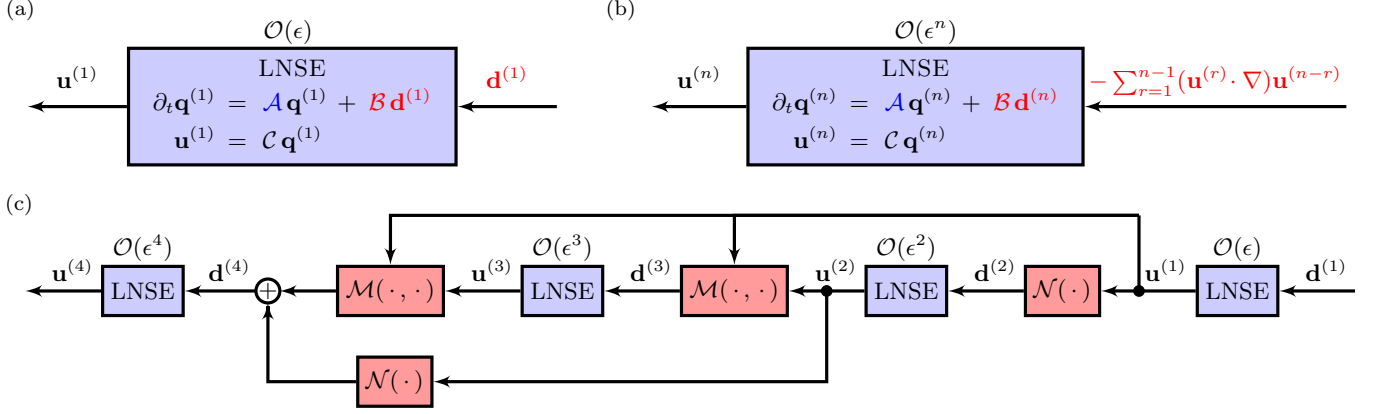 (a)
𝒪(ϵ)
LNSE
∂ₜ𝐪⁽¹⁾ = 𝒜 𝐪⁽¹⁾ + ℬ 𝐝⁽¹⁾
𝐮⁽¹⁾ = 𝒞 𝐪⁽¹⁾
𝐮⁽¹⁾
𝐝⁽¹⁾
(b)
𝒪(ϵⁿ)
LNSE
∂ₜ𝐪⁽ⁿ⁾ = 𝒜 𝐪⁽ⁿ⁾ + ℬ 𝐝⁽ⁿ⁾
𝐮⁽ⁿ⁾ = 𝒞 𝐪⁽ⁿ⁾
𝐮⁽ⁿ⁾
− ∑_{r=1}^{n−1} (𝐮^{(r)} · ∇)𝐮^{(n−r)}
(c)
𝒪(ϵ⁴) 𝒪(ϵ³) 𝒪(ϵ²) 𝒪(ϵ)
𝐮⁽⁴⁾ LNSE 𝐝⁽⁴⁾ + ℳ(·, ·) 𝐮⁽³⁾ LNSE 𝐝⁽³⁾ ℳ(·, ·) 𝐮⁽²⁾ LNSE 𝐝⁽²⁾ 𝒩(·) 𝐮⁽¹⁾ LNSE 𝐝⁽¹⁾
𝒩(·)